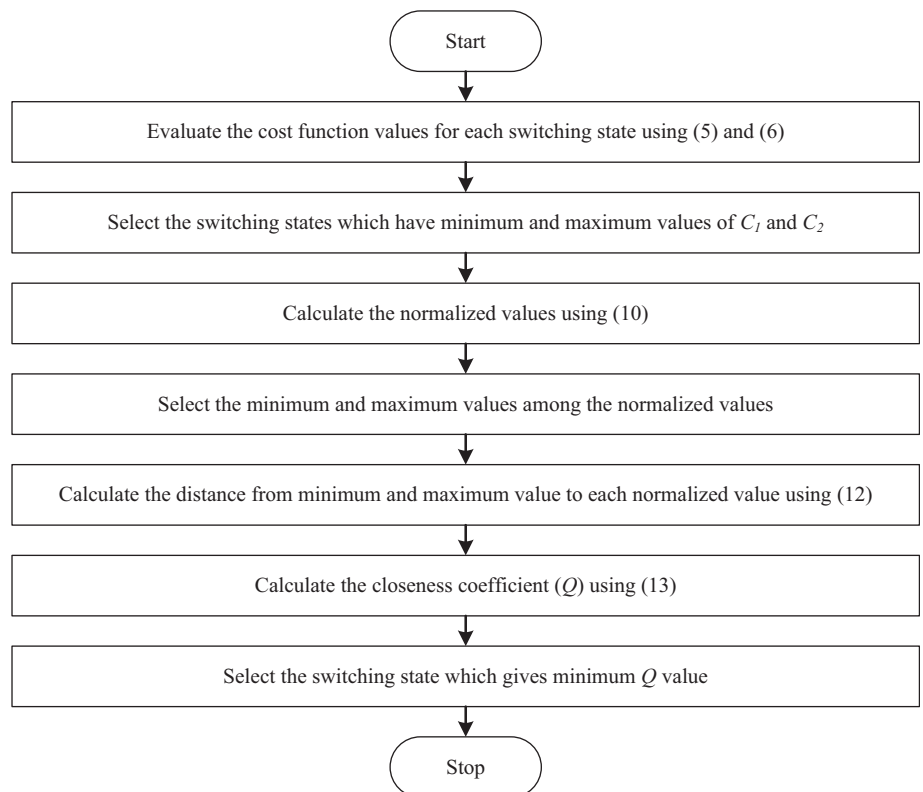 Start
Evaluate the cost function values for each switching state using (5) and (6)
Select the switching states which have minimum and maximum values of C1 and C2
Calculate the normalized values using (10)
Select the minimum and maximum values among the normalized values
Calculate the distance from minimum and maximum value to each normalized value using (12)
Calculate the closeness coefficient (Q) using (13)
Select the switching state which gives minimum Q value
Stop